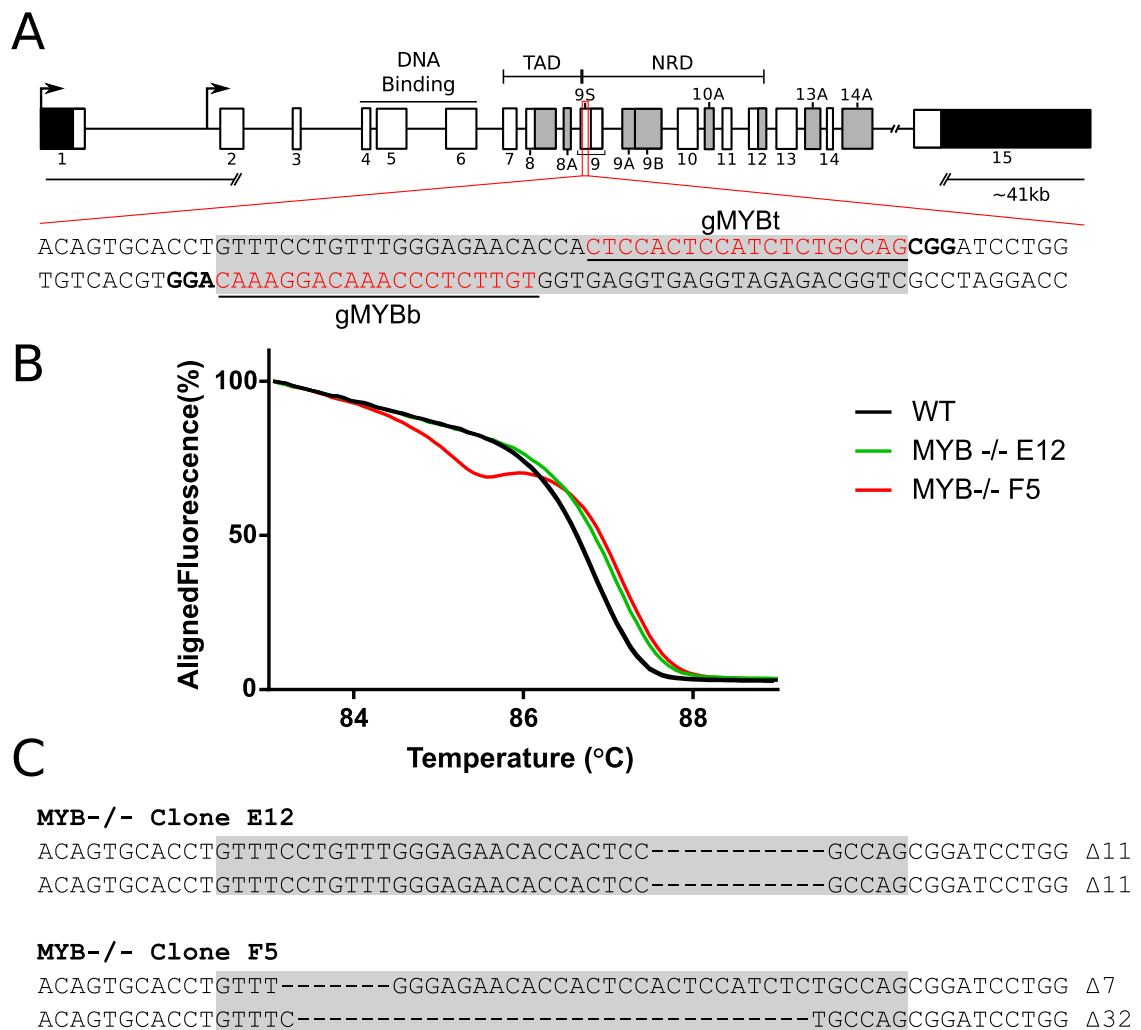 A
DNA
Binding
TAD
NRD
9S
10A
13A
14A
1
2
3
4
5
6
7
8
8A
9
9A
9B
10
11
12
13
14
15
~41kb
gMYBt
ACAGTGCACCTGTTTCCTGTTTGGGAGAACACCACTCCACTCCATCTCTGCCAGCGGATCCTGG
TGTCACGTGGACAAAGGACAAACCCTCTTGTGGTGAGGTGAGGTAGAGACGGTCGCCTAGGACC
gMYBb
B
AlignedFluorescence(%)
100
50
0
84
86
88
Temperature (°C)
WT
MYB -/- E12
MYB-/- F5
C
MYB-/- Clone E12
ACAGTGCACCTGTTTCCTGTTTGGGAGAACACCACTCC-----------GCCAGCGGATCCTGG Δ11
ACAGTGCACCTGTTTCCTGTTTGGGAGAACACCACTCC-----------GCCAGCGGATCCTGG Δ11
MYB-/- Clone F5
ACAGTGCACCTGTTT-------GGGAGAACACCACTCCACTCCATCTCTGCCAGCGGATCCTGG Δ7
ACAGTGCACCTGTTTC--------------------------------TGCCAGCGGATCCTGG Δ32